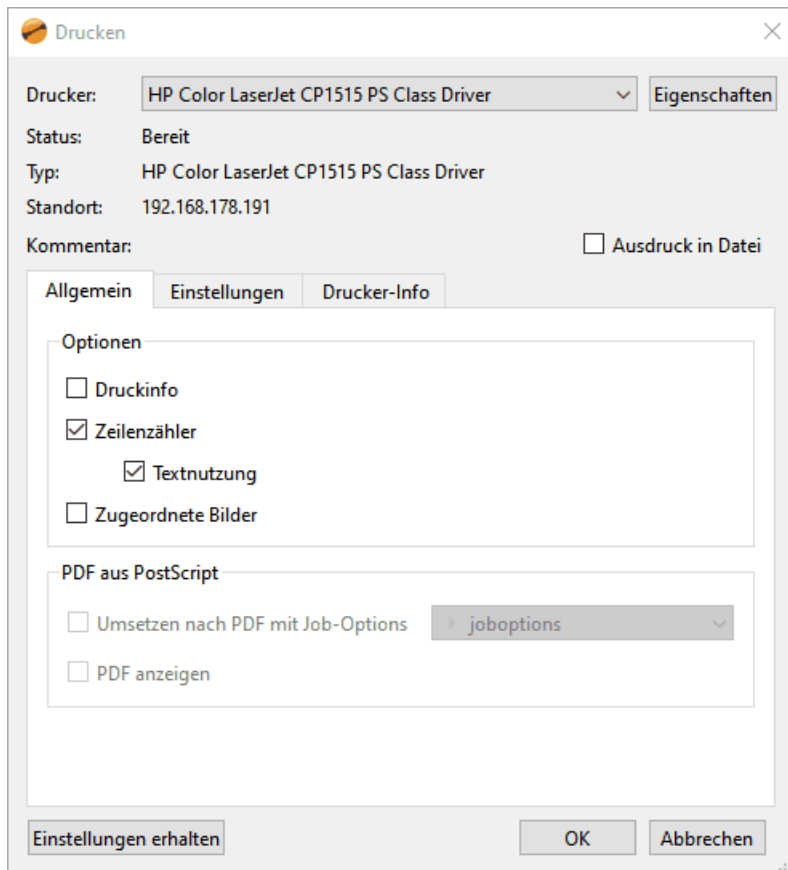 Drucken
Drucker: HP Color LaserJet CP1515 PS Class Driver Eigenschaften
Status: Bereit
Typ: HP Color LaserJet CP1515 PS Class Driver
Standort: 192.168.178.191
Kommentar: Ausdruck in Datei
Allgemein Einstellungen Drucker-Info
Optionen
Druckinfo
Zeilenzähler
Textnutzung
Zugeordnete Bilder
PDF aus PostScript
Umsetzen nach PDF mit Job-Options joboptions
PDF anzeigen
Einstellungen erhalten OK Abbrechen